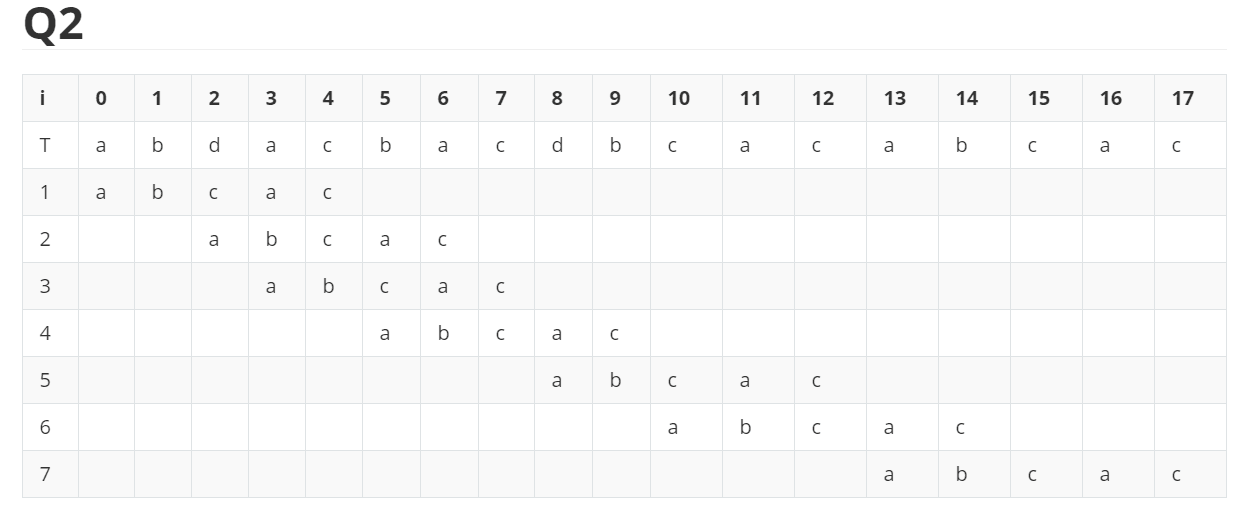 Q2
i 0 1 2 3 4 5 6 7 8 9 10 11 12 13 14 15 16 17
T a b d a c b a c d b c a c a b c a c
1 a b c a c
2 a b c a c
3 a b c a c
4 a b c a c
5 a b c a c
6 a b c a c
7 a b c a c